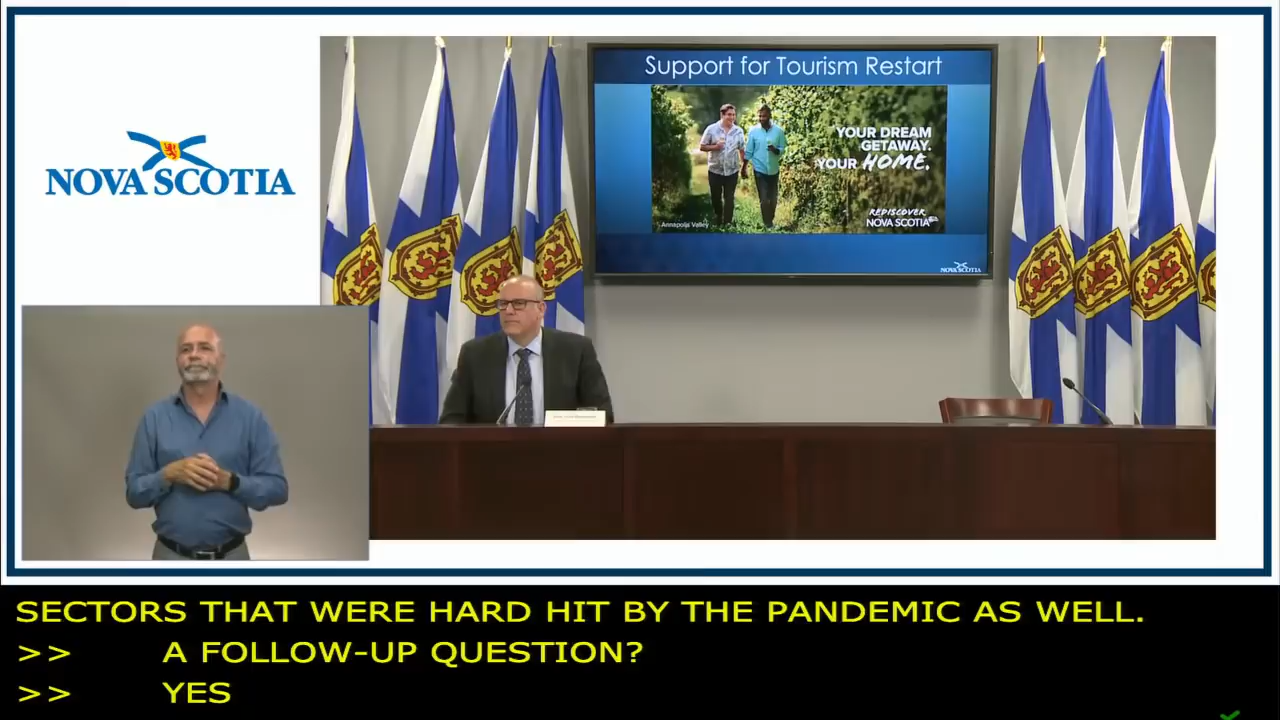 NOVA SCOTIA
Support for Tourism Restart
YOUR DREAM
GETAWAY.
YOUR HOME.
REDISCOVER
NOVA SCOTIA
Annapolis Valley
NOVA SCOTIA
SECTORS THAT WERE HARD HIT BY THE PANDEMIC AS WELL.
>> A FOLLOW-UP QUESTION?
>> YES